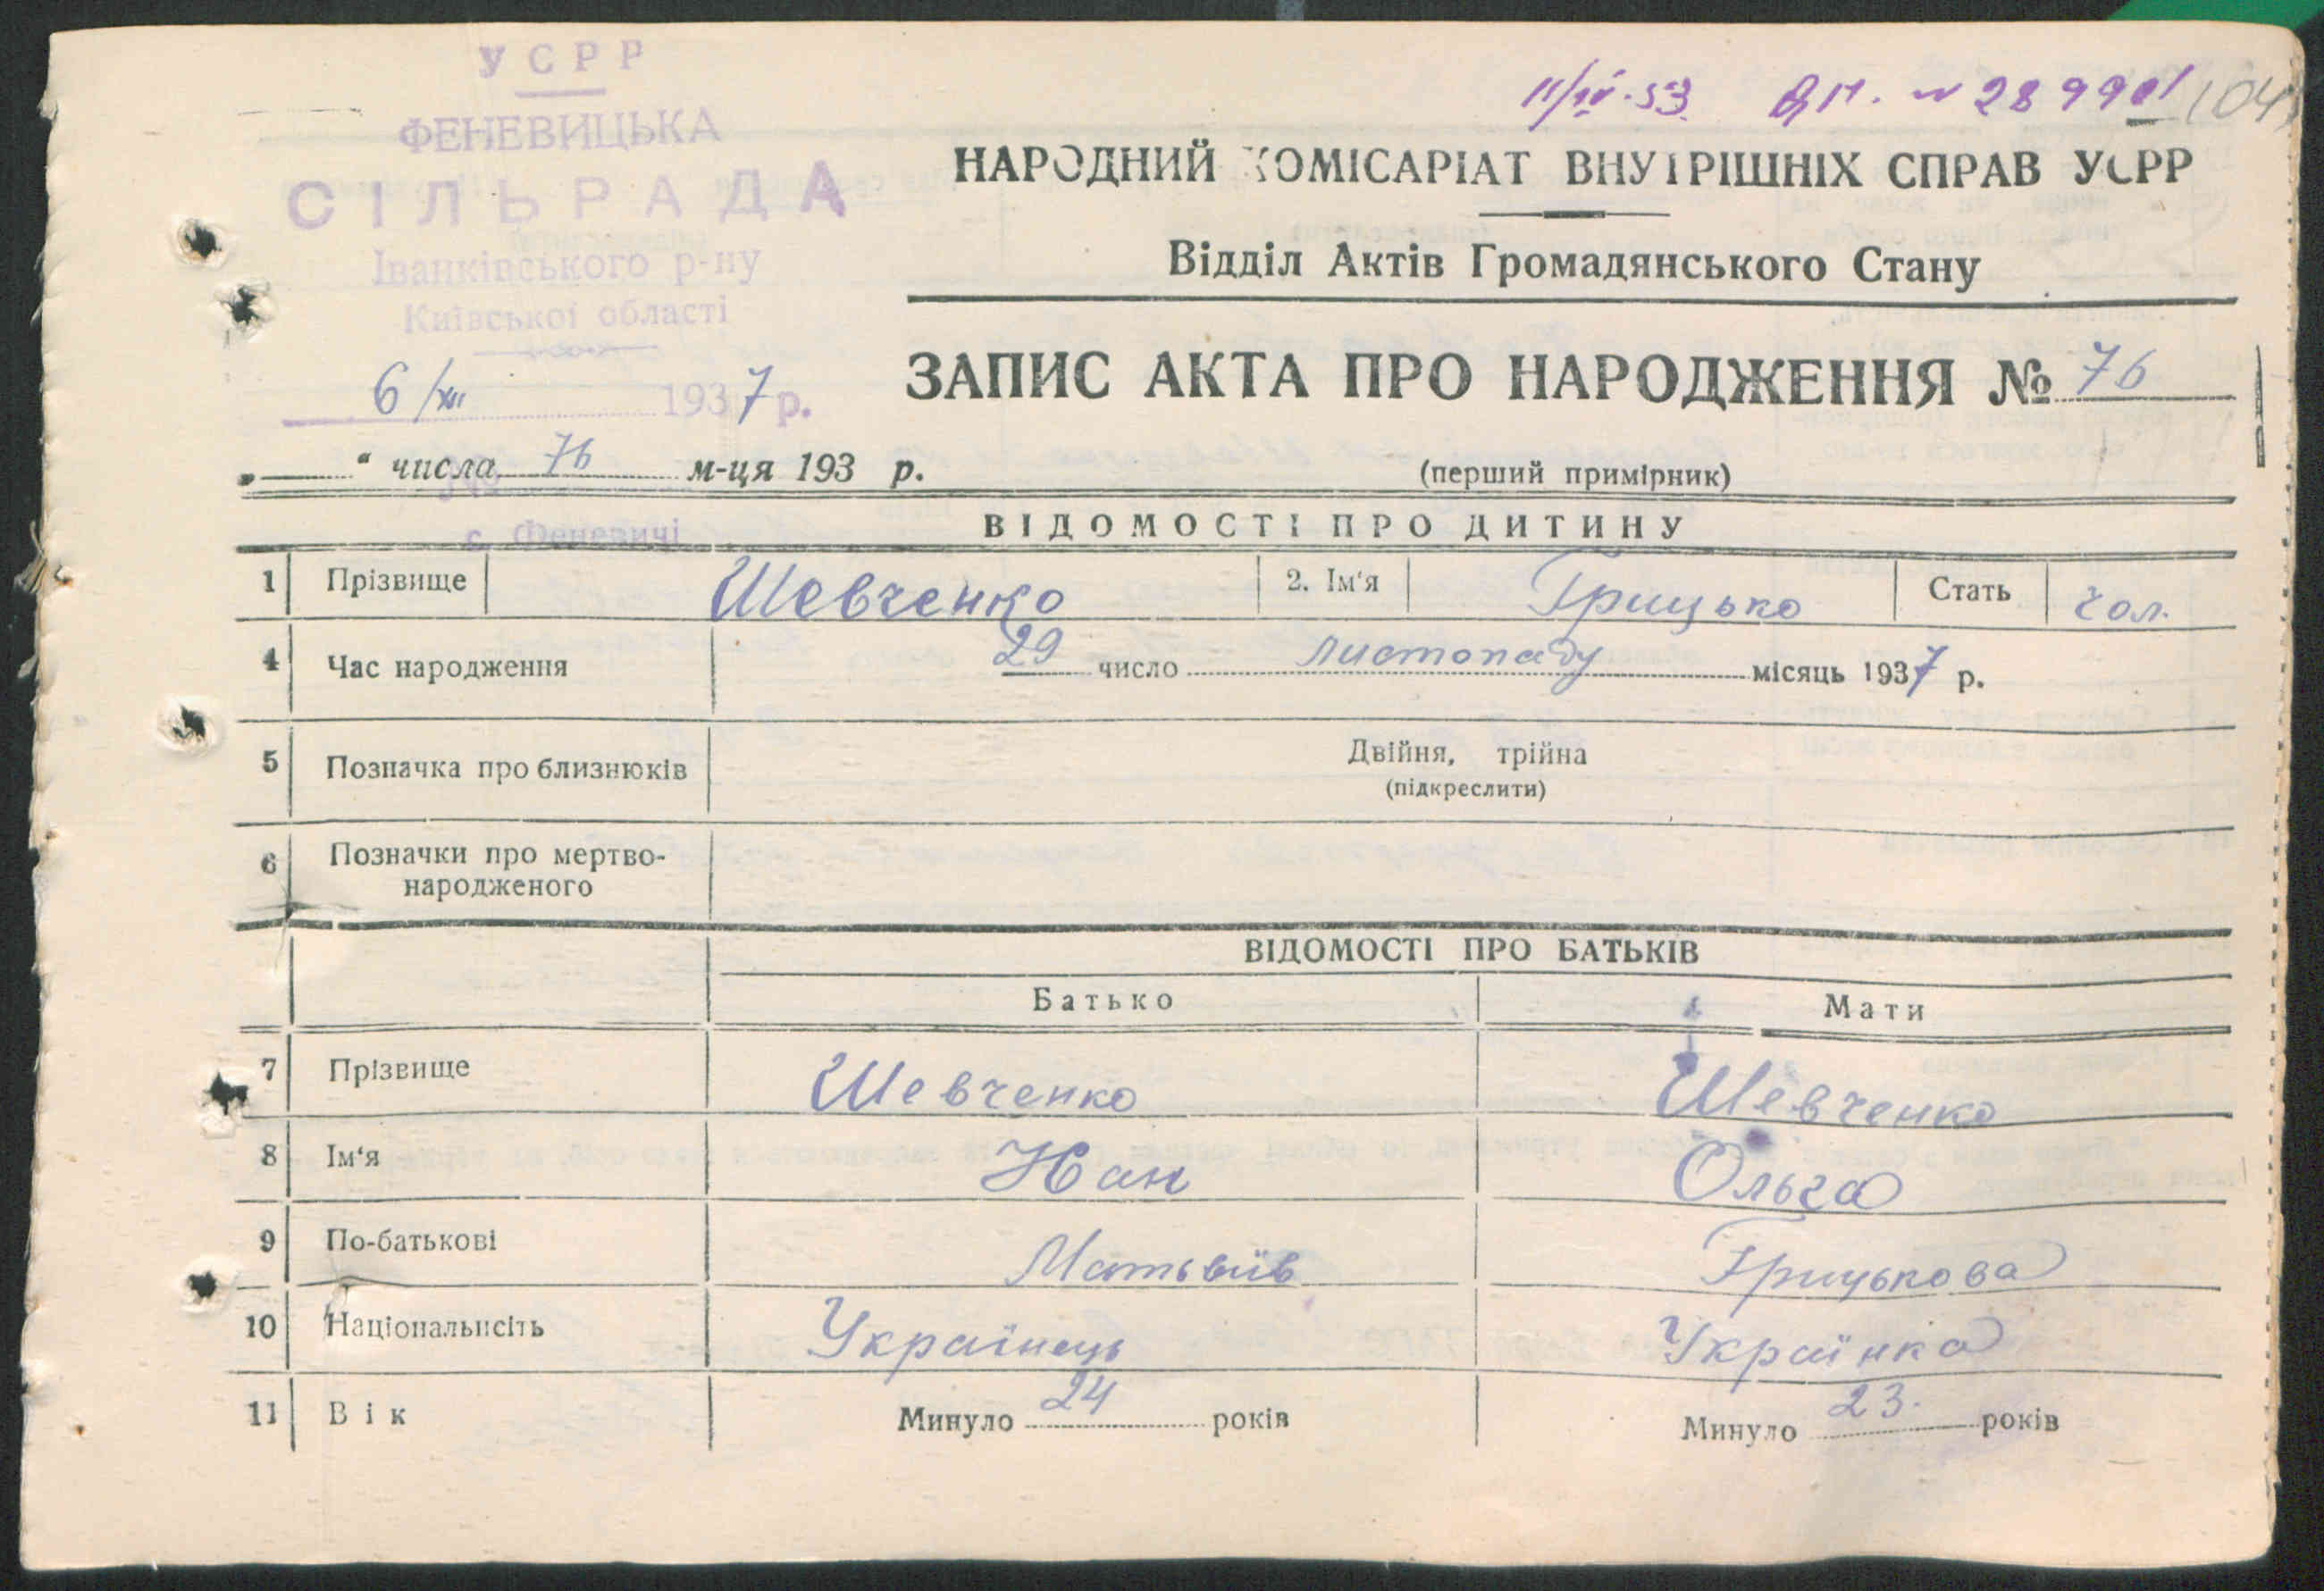 УСРР
ФЕНЕВИЦЬКА
СІЛЬРАДА
Іванківського р-ну
Київської області
6/XII 1937 р.
11/IV-53 № 28990 104
НАРОДНИЙ КОМІСАРІАТ ВНУТРІШНІХ СПРАВ УСРР
Відділ Актів Громадянського Стану
ЗАПИС АКТА ПРО НАРОДЖЕННЯ № 76
„ “ числа 76 м-ця 193 р.
(перший примірник)
с. Феневичі
ВІДОМОСТІ ПРО ДИТИНУ
1 Прізвище Шевченко 2. Ім'я Грицько Стать чол.
4 Час народження 29 число листопаду місяць 1937 р.
5 Позначка про близнюків Двійня, трійна
(підкреслити)
6 Позначки про мертво-
народженого
ВІДОМОСТІ ПРО БАТЬКІВ
Батько Мати
7 Прізвище Шевченко Шевченко
8 Ім'я Ольга
9 По-батькові Матьвіїв Грицькова
10 Національнсіть Українець Українка
11 Вік Минуло 24 років Минуло 23. років